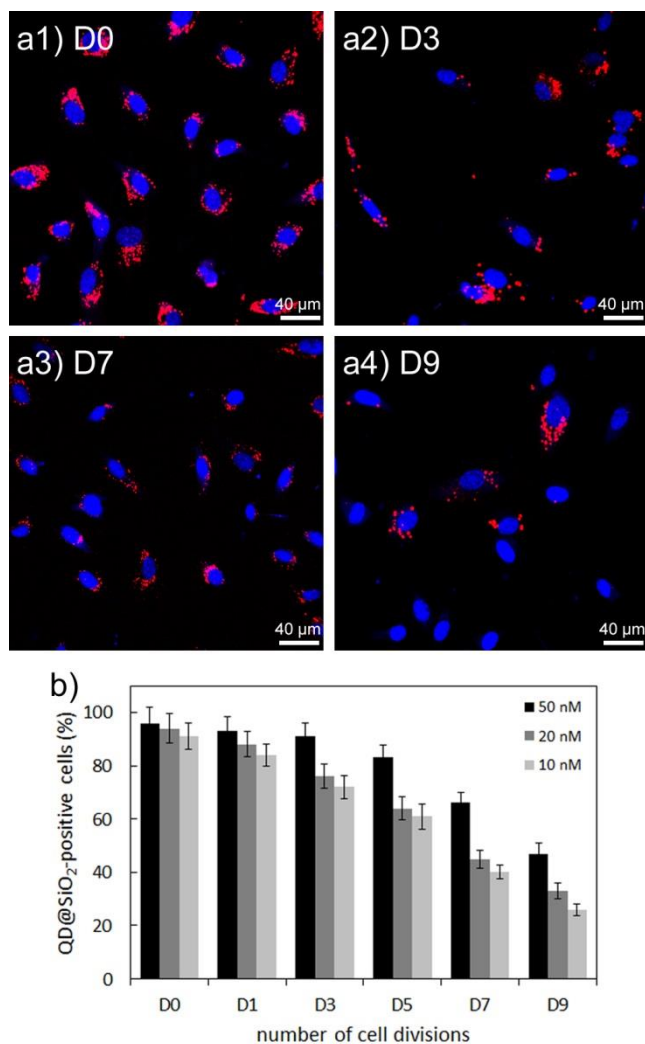 a1) D0
a2) D3
40 µm
40 µm
a3) D7
a4) D9
40 µm
40 µm
b)
100
80
60
40
20
0
QD@SiO₂-positive cells (%)
50 nM
20 nM
10 nM
D0 D1 D3 D5 D7 D9
number of cell divisions